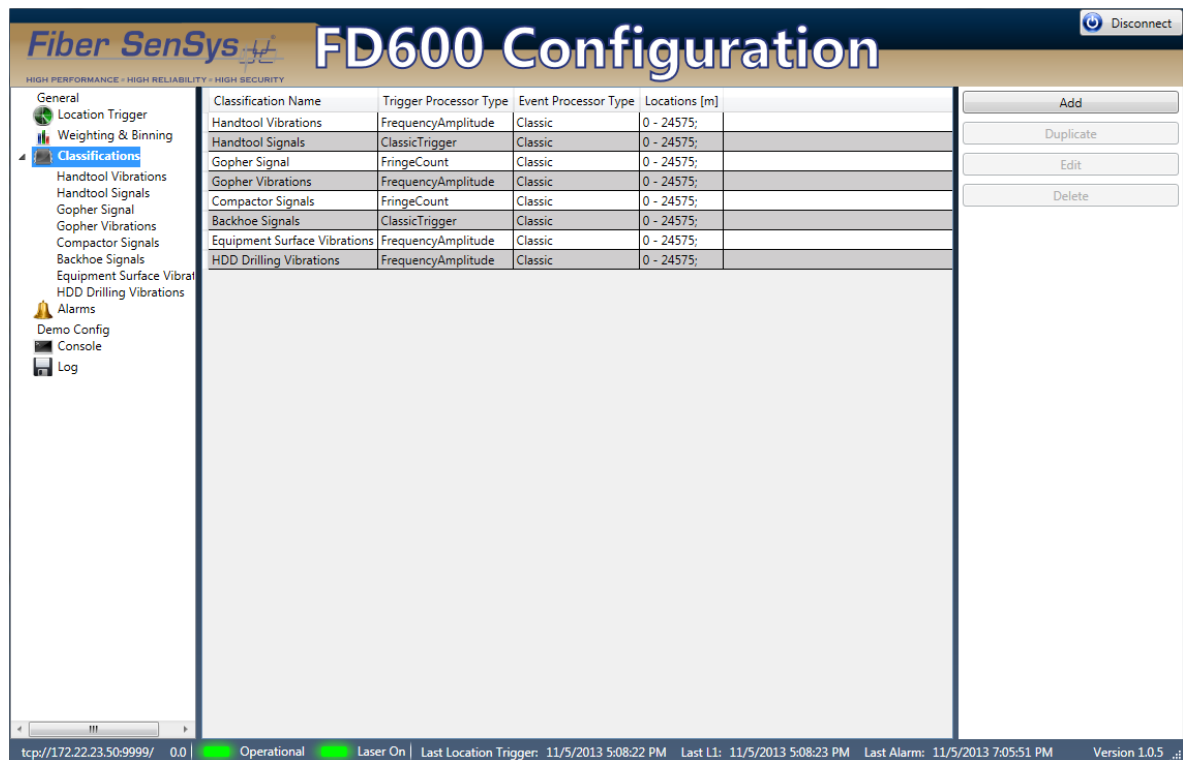 Fiber SenSys
HIGH PERFORMANCE • HIGH RELIABILITY • HIGH SECURITY
FD600 Configuration
Disconnect
General
Location Trigger
Weighting & Binning
Classifications
Handtool Vibrations
Handtool Signals
Gopher Signal
Gopher Vibrations
Compactor Signals
Backhoe Signals
Equipment Surface Vibrat
HDD Drilling Vibrations
Alarms
Demo Config
Console
Log
Classification Name Trigger Processor Type Event Processor Type Locations [m]
Handtool Vibrations FrequencyAmplitude Classic 0 - 24575;
Handtool Signals ClassicTrigger Classic 0 - 24575;
Gopher Signal FringeCount Classic 0 - 24575;
Gopher Vibrations FrequencyAmplitude Classic 0 - 24575;
Compactor Signals FringeCount Classic 0 - 24575;
Backhoe Signals ClassicTrigger Classic 0 - 24575;
Equipment Surface Vibrations FrequencyAmplitude Classic 0 - 24575;
HDD Drilling Vibrations FrequencyAmplitude Classic 0 - 24575;
Add
Duplicate
Edit
Delete
tcp://172.22.23.50:9999/ 0.0 Operational Laser On Last Location Trigger: 11/5/2013 5:08:22 PM Last L1: 11/5/2013 5:08:23 PM Last Alarm: 11/5/2013 7:05:51 PM Version 1.0.5